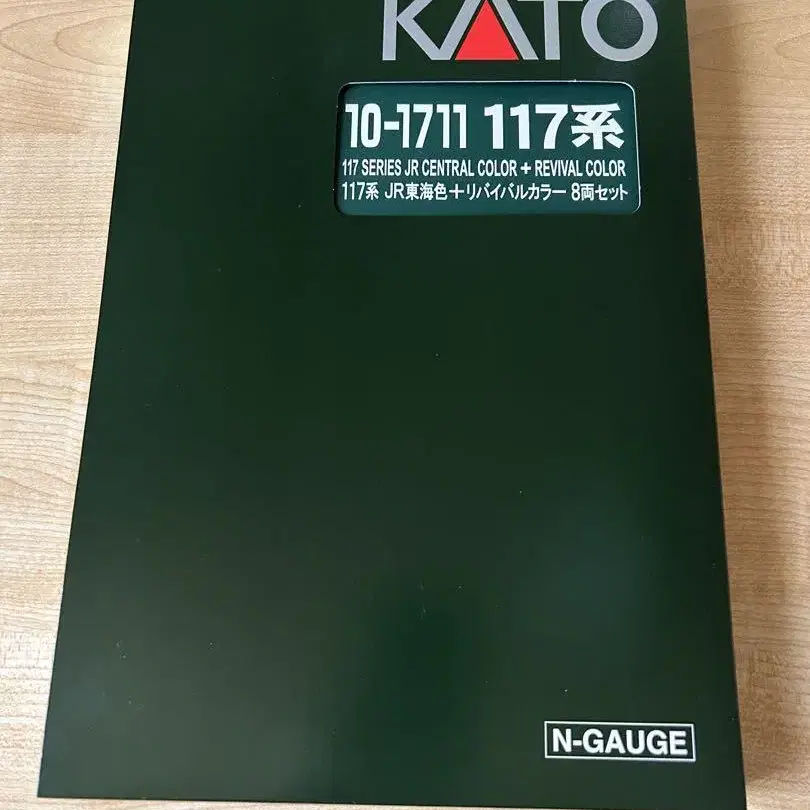 KATO
10-1711 117系
117 SERIES JR CENTRAL COLOR + REVIVAL COLOR
117系 JR東海色+リバイバルカラー 8両セット
N-GAUGE